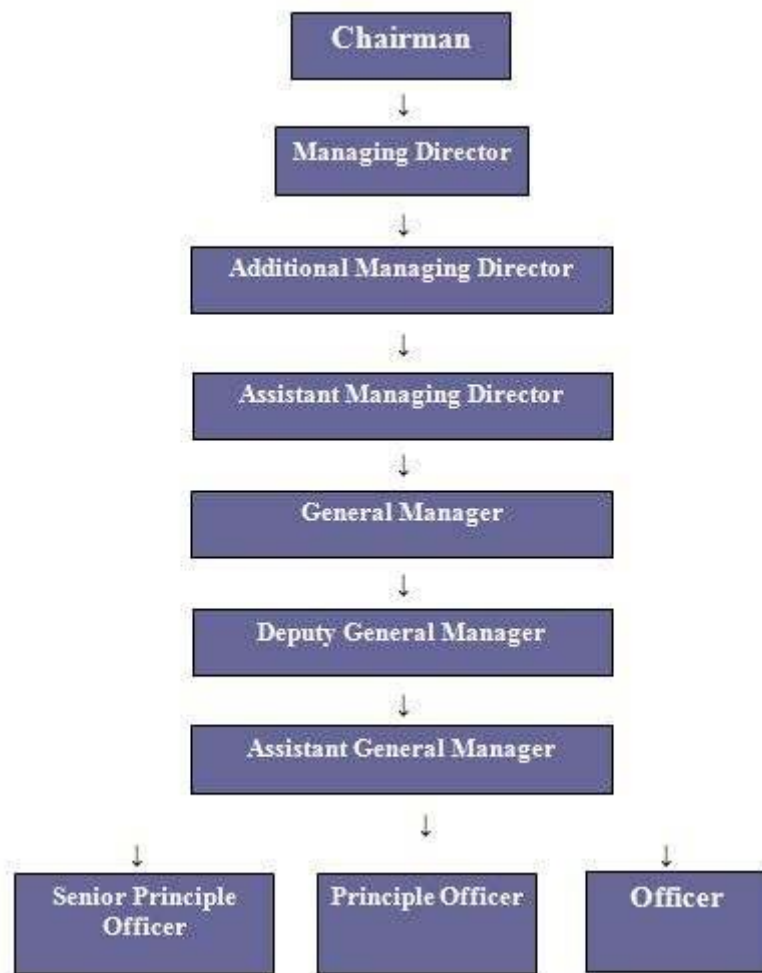 Chairman
Managing Director
Additional Managing Director
Assistant Managing Director
General Manager
Deputy General Manager
Assistant General Manager
Senior Principle
Officer
Principle Officer
Officer